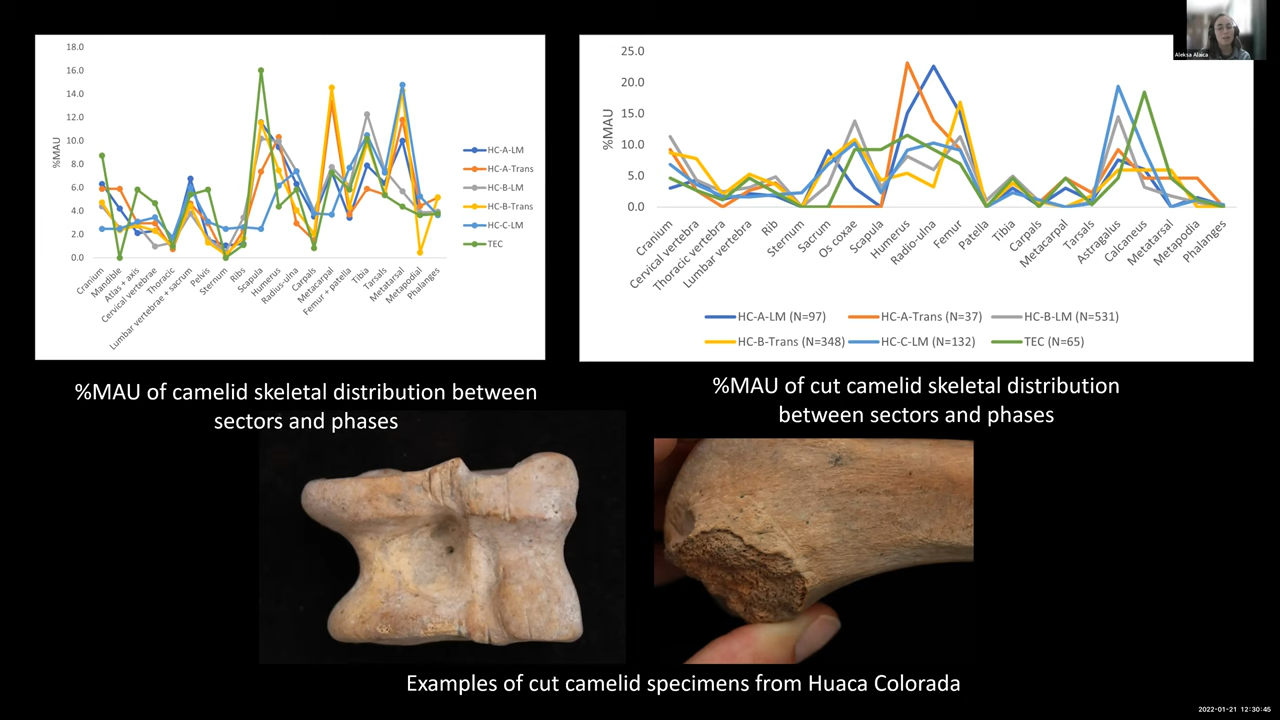 Aleksa Alaica
18.0
16.0
14.0
12.0
10.0
8.0
6.0
4.0
2.0
0.0
%MAU
Cranium
Mandible
Atlas + axis
Cervical vertebrae
Thoracic
Lumbar vertebrae + sacrum
Pelvis
Sternum
Ribs
Scapula
Humerus
Radius-ulna
Carpals
Metacarpal
Femur + patella
Tibia
Tarsals
Metatarsal
Metapodial
Phalanges
HC-A-LM
HC-A-Trans
HC-B-LM
HC-B-Trans
HC-C-LM
TEC
25.0
20.0
15.0
10.0
5.0
0.0
%MAU
Cranium
Cervical vertebra
Thoracic vertebra
Lumbar vertebra
Rib
Sternum
Sacrum
Os coxae
Scapula
Humerus
Radio-ulna
Femur
Patella
Tibia
Carpals
Metacarpal
Tarsals
Astragalus
Calcaneus
Metatarsal
Metapodia
Phalanges
HC-A-LM (N=97) HC-A-Trans (N=37) HC-B-LM (N=531)
HC-B-Trans (N=348) HC-C-LM (N=132) TEC (N=65)
%MAU of camelid skeletal distribution between
sectors and phases
%MAU of cut camelid skeletal distribution
between sectors and phases
Examples of cut camelid specimens from Huaca Colorada
2022-01-21 12:30:45